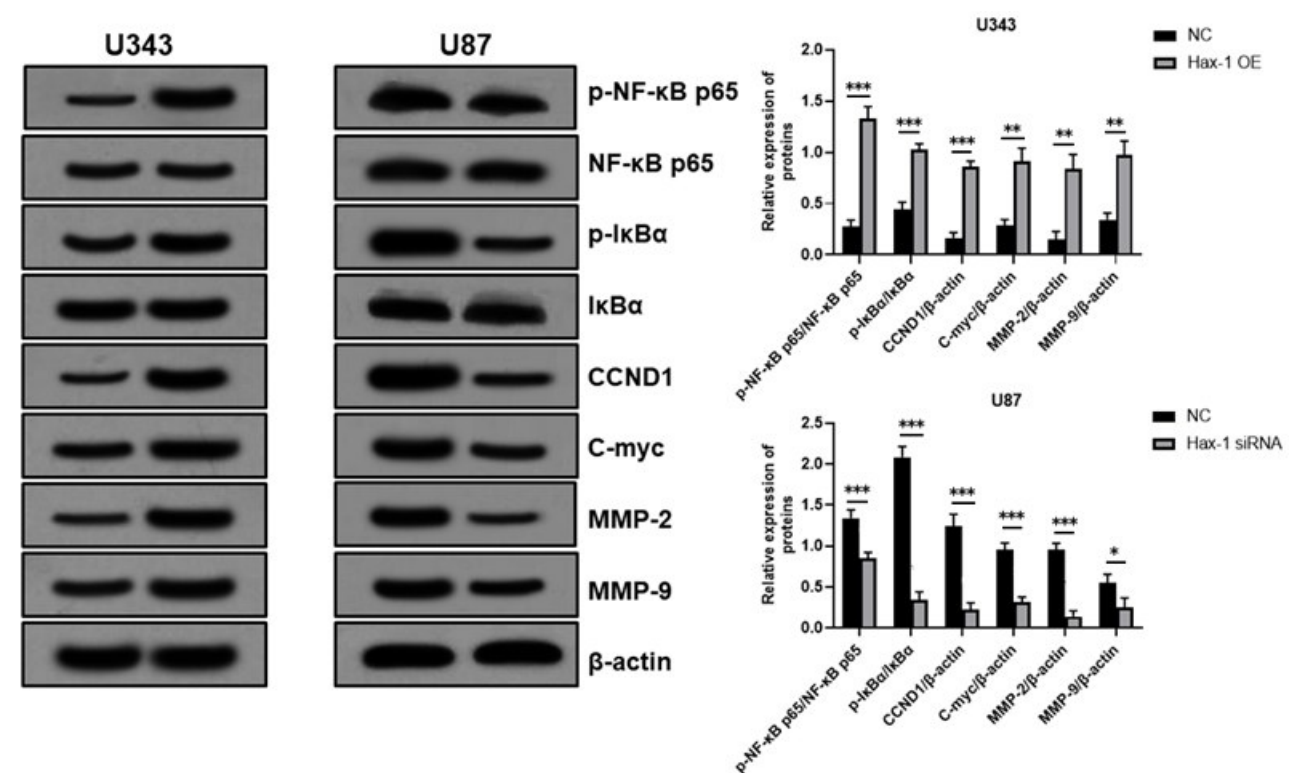 U343
U87
p-NF-κB p65
NF-κB p65
p-IκBα
IκBα
CCND1
C-myc
MMP-2
MMP-9
β-actin
U343
NC
Hax-1 OE
Relative expression of
proteins
2.0
1.5
1.0
0.5
0.0
*** *** *** ** ** **
p-NF-κB p65/NF-κB p65
p-IκBα/IκBα
CCND1/β-actin
C-myc/β-actin
MMP-2/β-actin
MMP-9/β-actin
U87
NC
Hax-1 siRNA
Relative expression of
proteins
2.5
2.0
1.5
1.0
0.5
0.0
*** *** *** *** *** *
p-NF-κB p65/NF-κB p65
p-IκBα/IκBα
CCND1/β-actin
C-myc/β-actin
MMP-2/β-actin
MMP-9/β-actin